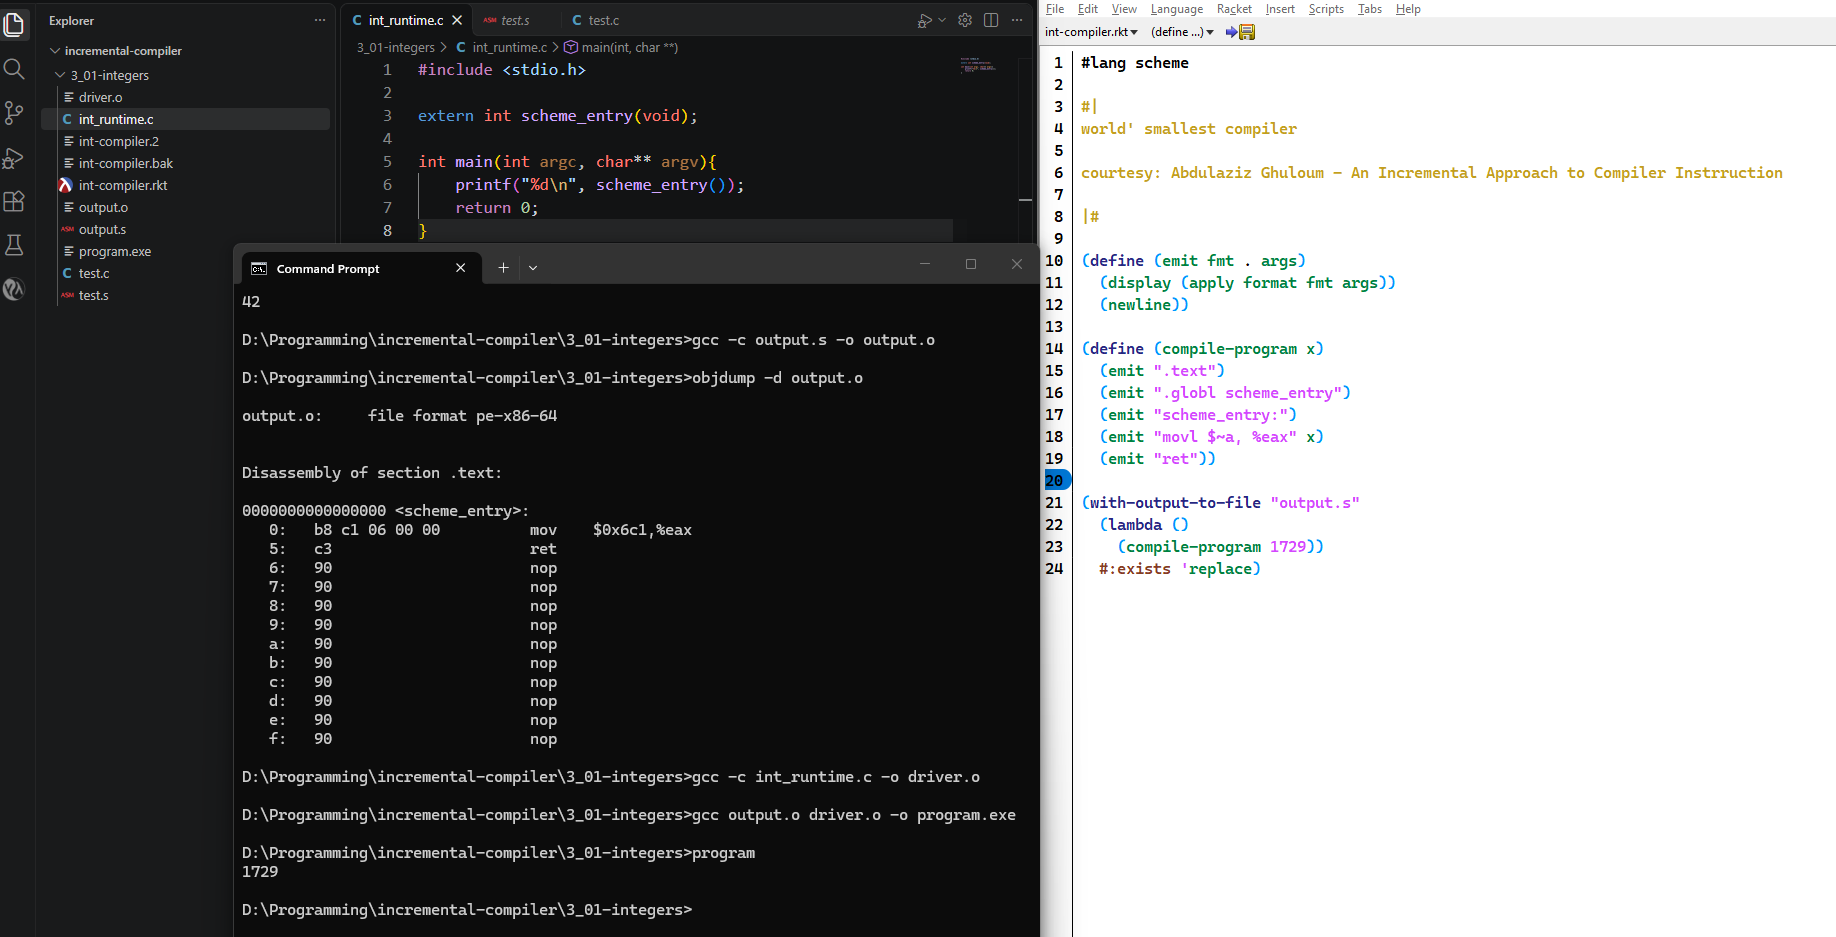 Explorer
incremental-compiler
3_01-integers
driver.o
C int_runtime.c
int-compiler.2
int-compiler.bak
int-compiler.rkt
output.o
ASM output.s
program.exe
C test.c
ASM test.s
C int_runtime.c
ASM test.s
C test.c
3_01-integers > C int_runtime.c > main(int, char **)
1 #include <stdio.h>
2
3 extern int scheme_entry(void);
4
5 int main(int argc, char** argv){
6     printf("%d\n", scheme_entry());
7     return 0;
8 }
Command Prompt
42
D:\Programming\incremental-compiler\3_01-integers>gcc -c output.s -o output.o
D:\Programming\incremental-compiler\3_01-integers>objdump -d output.o
output.o:     file format pe-x86-64
Disassembly of section .text:
0000000000000000 <scheme_entry>:
   0:   b8 c1 06 00 00          mov    $0x6c1,%eax
   5:   c3                      ret
   6:   90                      nop
   7:   90                      nop
   8:   90                      nop
   9:   90                      nop
   a:   90                      nop
   b:   90                      nop
   c:   90                      nop
   d:   90                      nop
   e:   90                      nop
   f:   90                      nop
D:\Programming\incremental-compiler\3_01-integers>gcc -c int_runtime.c -o driver.o
D:\Programming\incremental-compiler\3_01-integers>gcc output.o driver.o -o program.exe
D:\Programming\incremental-compiler\3_01-integers>program
1729
D:\Programming\incremental-compiler\3_01-integers>
File Edit View Language Racket Insert Scripts Tabs Help
int-compiler.rkt (define ...)
1 #lang scheme
2
3 #|
4 world' smallest compiler
5
6 courtesy: Abdulaziz Ghuloum - An Incremental Approach to Compiler Instrruction
7
8 |#
9
10 (define (emit fmt . args)
11   (display (apply format fmt args))
12   (newline))
13
14 (define (compile-program x)
15   (emit ".text")
16   (emit ".globl scheme_entry")
17   (emit "scheme_entry:")
18   (emit "movl $~a, %eax" x)
19   (emit "ret"))
20
21 (with-output-to-file "output.s"
22   (lambda ()
23     (compile-program 1729))
24   #:exists 'replace)